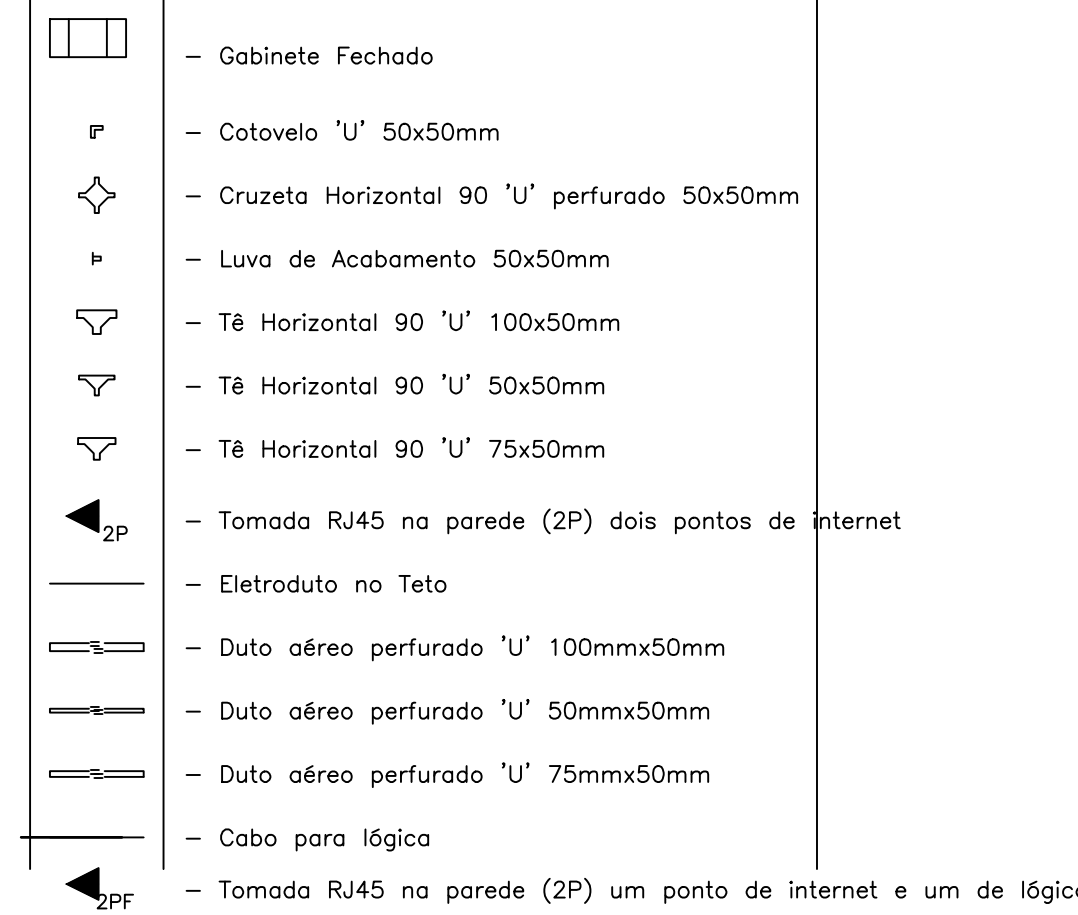 – Gabinete Fechado
– Cotovelo 'U' 50x50mm
– Cruzeta Horizontal 90 'U' perfurado 50x50mm
– Luva de Acabamento 50x50mm
– Tê Horizontal 90 'U' 100x50mm
– Tê Horizontal 90 'U' 50x50mm
– Tê Horizontal 90 'U' 75x50mm
2P – Tomada RJ45 na parede (2P) dois pontos de internet
– Eletroduto no Teto
– Duto aéreo perfurado 'U' 100mmx50mm
– Duto aéreo perfurado 'U' 50mmx50mm
– Duto aéreo perfurado 'U' 75mmx50mm
– Cabo para lógica
2PF – Tomada RJ45 na parede (2P) um ponto de internet e um de